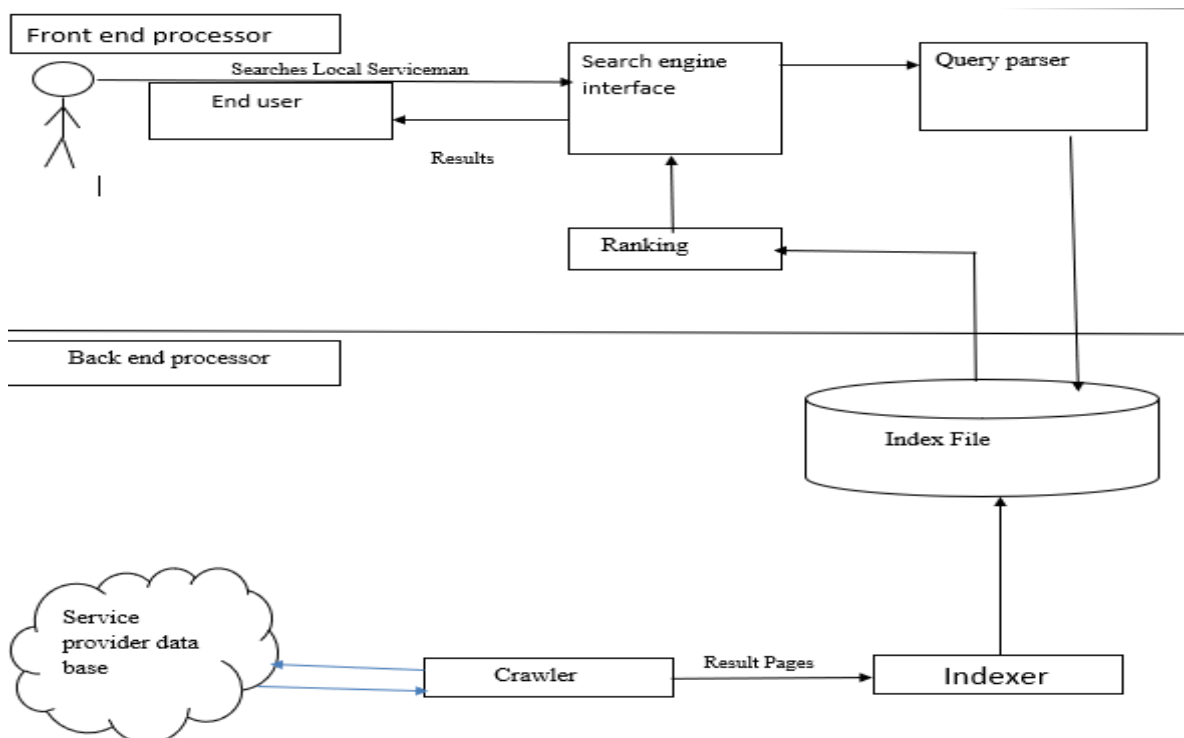 Front end processor
Searches Local Serviceman
End user
Results
Search engine
interface
Query parser
Ranking
Back end processor
Index File
Service
provider data
base
Crawler
Result Pages
Indexer